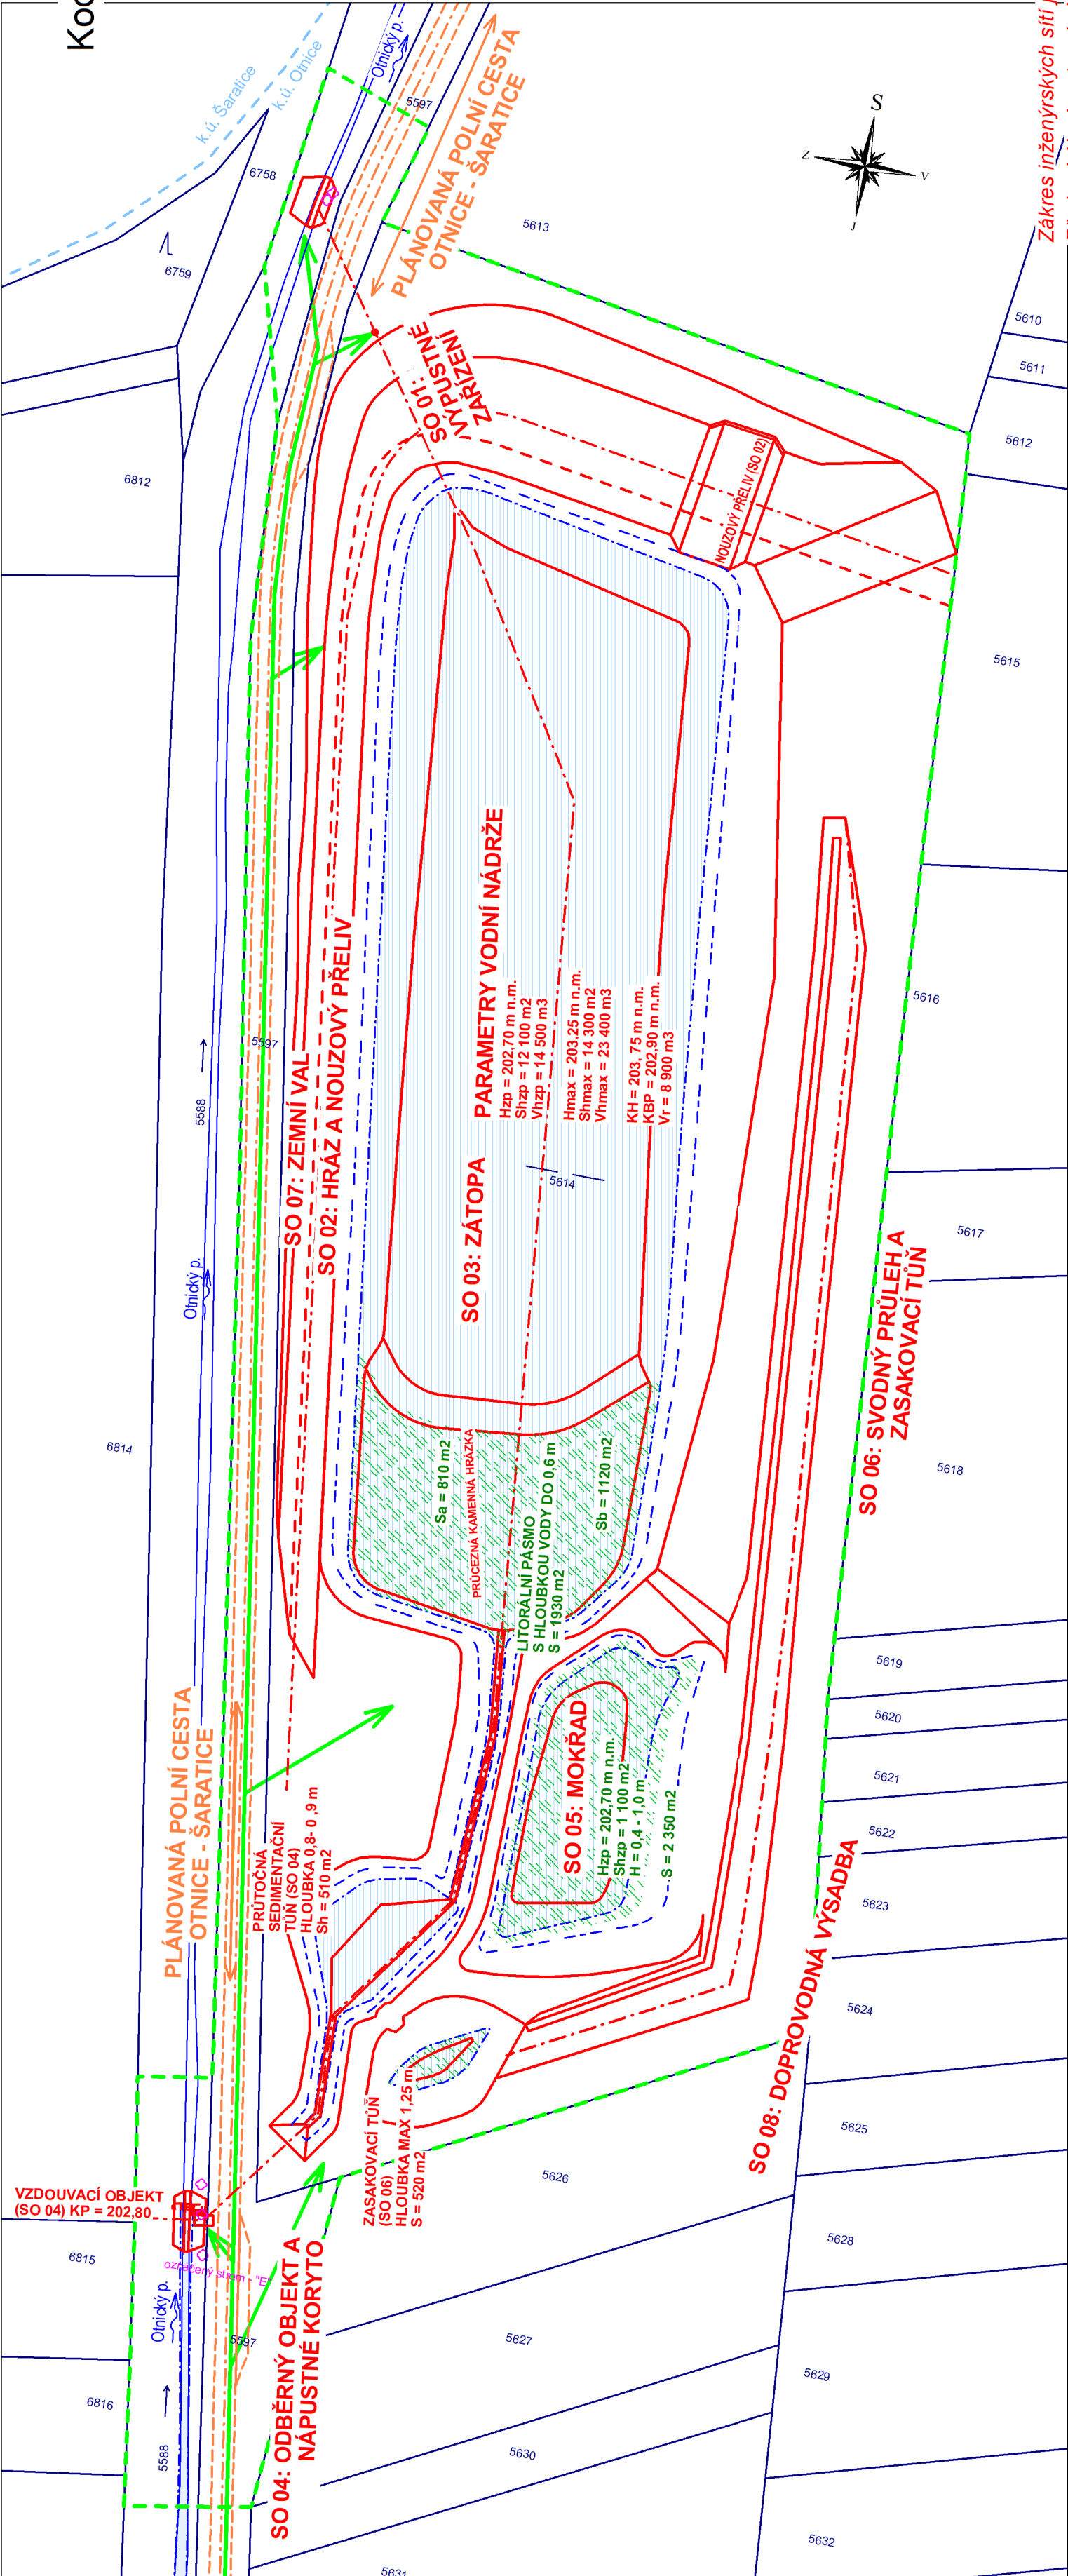 Koc
Zákres inženýrských sítí j
k.ú. Šaratice
k.ú. Otnice
Otnický p.
5597
PLÁNOVANÁ POLNÍ CESTA
OTNICE - ŠARATICE
6758
6759
S
Z
V
J
5613
5610
5611
5612
SO 01:
VÝPUSTNÉ
ZAŘÍZENÍ
NOUZOVÝ PŘELIV (SO 02)
6812
5615
5616
5597
5588
SO 07: ZEMNÍ VAL
SO 02: HRÁZ A NOUZOVÝ PŘELIV
PARAMETRY VODNÍ NÁDRŽE
Hzp = 202,70 m n.m.
Shzp = 12 100 m2
Vhzp = 14 500 m3
Hmax = 203,25 m n.m.
Shmax = 14 300 m2
Vhmax = 23 400 m3
KH = 203, 75 m n.m.
KBP = 202,90 m n.m.
Vr = 8 900 m3
5614
SO 03: ZÁTOPA
Otnický p.
5617
SO 06: SVODNÝ PRŮLEH A
ZASAKOVACÍ TŮŇ
5618
6814
Sa = 810 m2
PRŮCEZNÁ KAMENNÁ HRÁZKA
LITORÁLNÍ PÁSMO
S HLOUBKOU VODY DO 0,6 m
S = 1930 m2
Sb = 1120 m2
5619
5620
5621
5622
5623
5624
PLÁNOVANÁ POLNÍ CESTA
OTNICE - ŠARATICE
SO 05: MOKŘAD
Hzp = 202,70 m n.m.
Shzp = 1 100 m2
H = 0,4 - 1,0 m
S = 2 350 m2
PRŮTOČNÁ
SEDIMENTAČNÍ
TŮŇ (SO 04)
HLOUBKA 0,8- 0 ,9 m
Sh = 510 m2
SO 08: DOPROVODNÁ VÝSADBA
ZASAKOVACÍ TŮŇ
(SO 06)
HLOUBKA MAX 1,25 m
S = 520 m2
5625
5626
VZDOUVACÍ OBJEKT
(SO 04) KP = 202,80
označený strom - "E"
6815
Otnický p.
5597
SO 04: ODBĚRNÝ OBJEKT A
NÁPUSTNÉ KORYTO
5628
5627
5629
6816
5588
5630
5632
5631